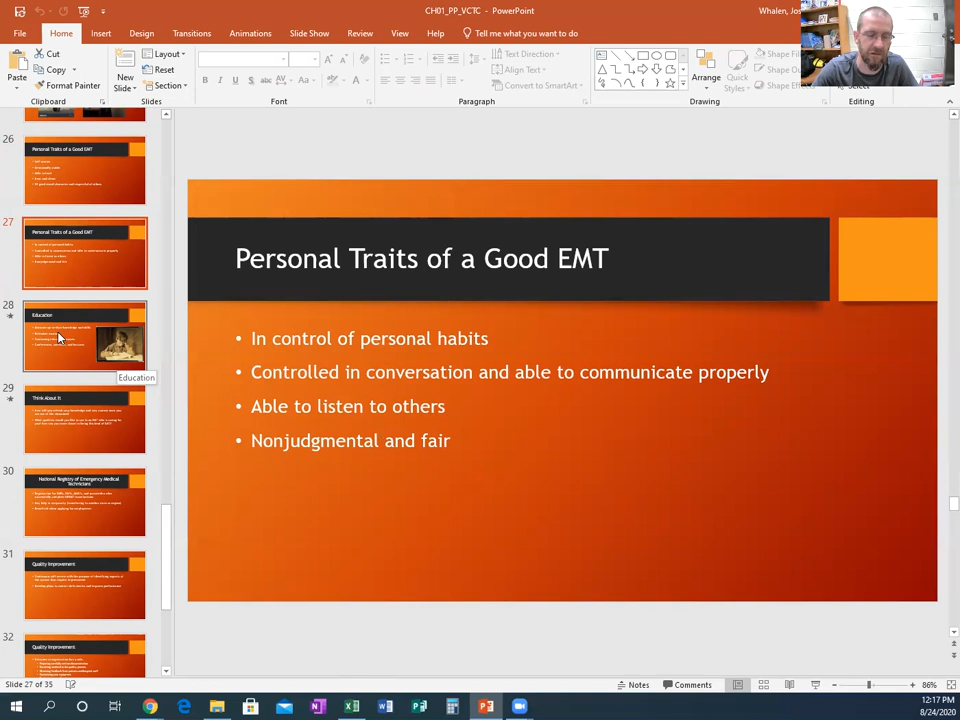 CH01_PP_VCTC - PowerPoint
Whalen, Jos
File Home Insert Design Transitions Animations Slide Show Review View Help Tell me what you want to do
Paste
Cut
Copy
Format Painter
Clipboard
New Slide
Layout
Reset
Section
Slides
Font
Text Direction
Align Text
Convert to SmartArt
Paragraph
Arrange
Quick Styles
Shape Fi
Shape Ou
Shape Ef
Drawing
Select
Editing
26
Personal Traits of a Good EMT
27
Personal Traits of a Good EMT
28
Education
Education
29
Think About It
30
National Registry of Emergency Medical Technicians
31
Quality Improvement
32
Quality Improvement
Personal Traits of a Good EMT
• In control of personal habits
• Controlled in conversation and able to communicate properly
• Able to listen to others
• Nonjudgmental and fair
Slide 27 of 35
Notes
Comments
86%
12:17 PM
8/24/2020